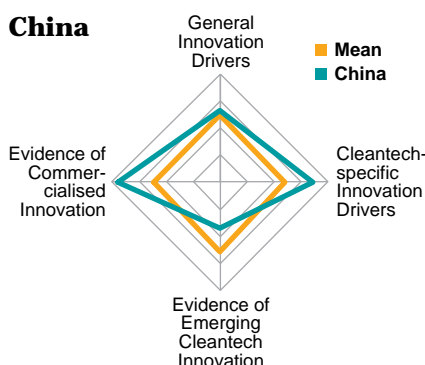 China
General
Innovation
Drivers
Mean
China
Evidence of
Commer-
cialised
Innovation
Cleantech-
specific
Innovation
Drivers
Evidence of
Emerging
Cleantech
Innovation